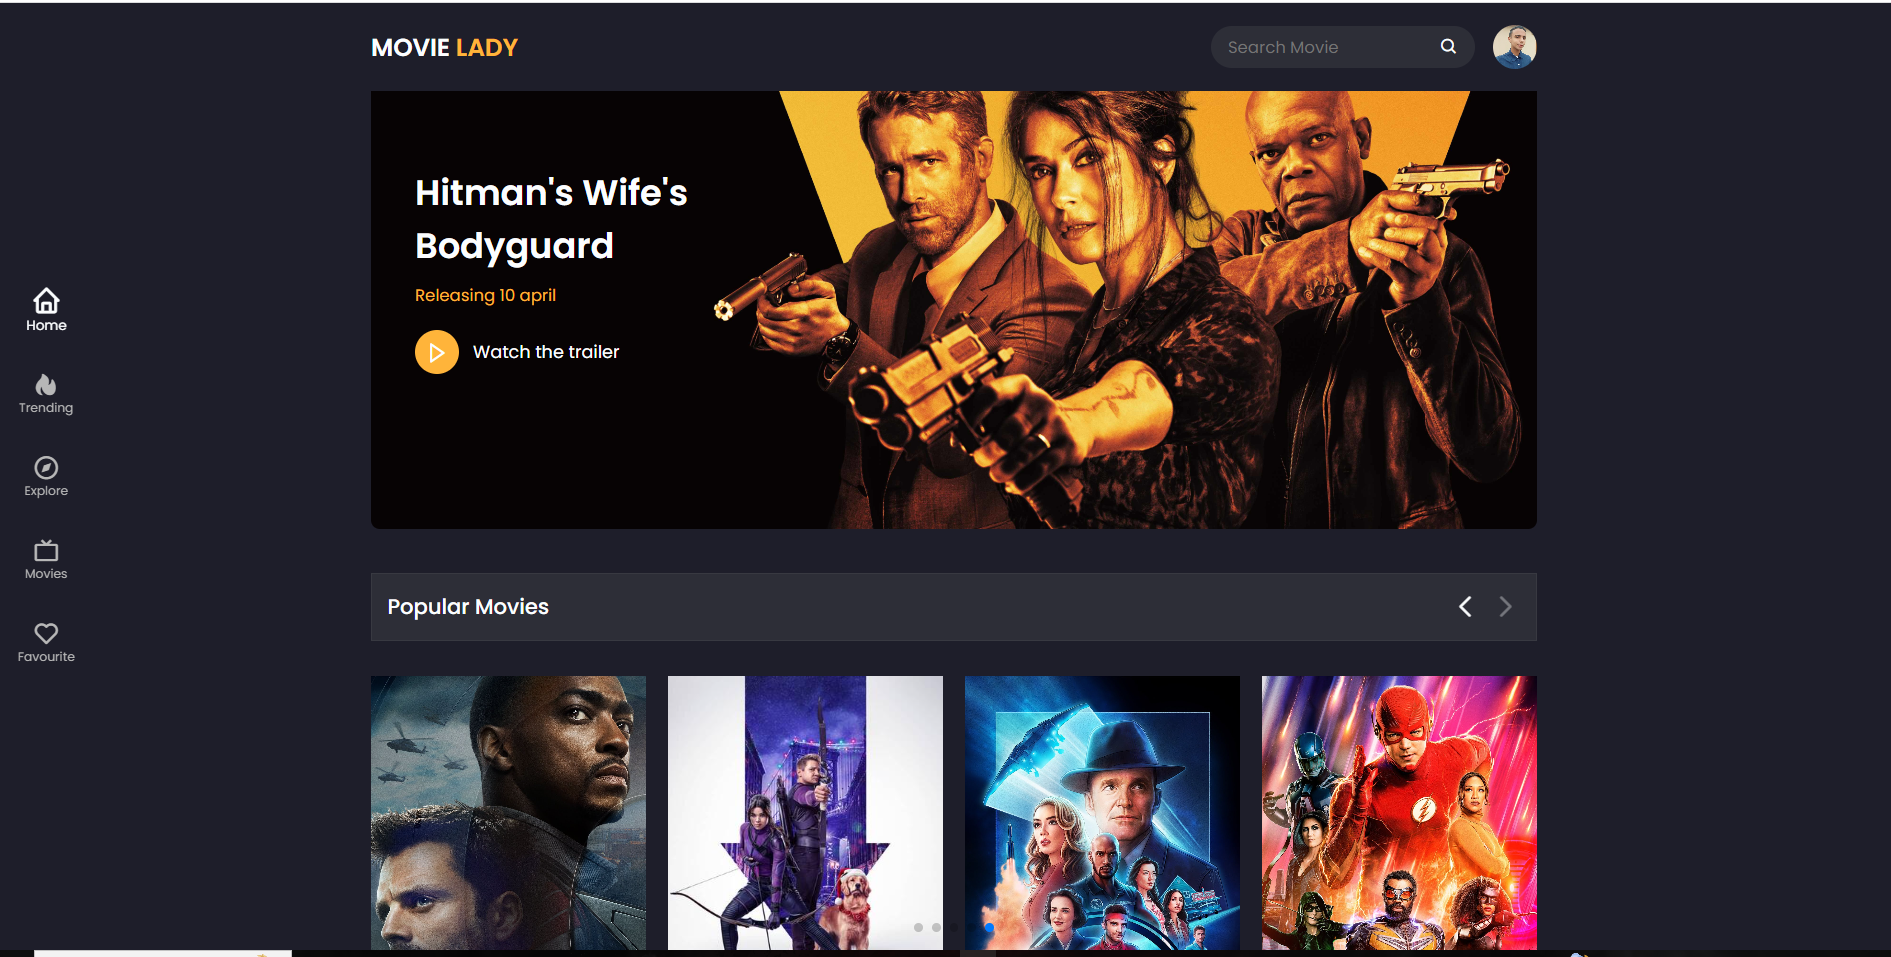 MOVIE LADY
Search Movie
Hitman's Wife's
Bodyguard
Releasing 10 april
Watch the trailer
Home
Trending
Explore
Movies
Favourite
Popular Movies